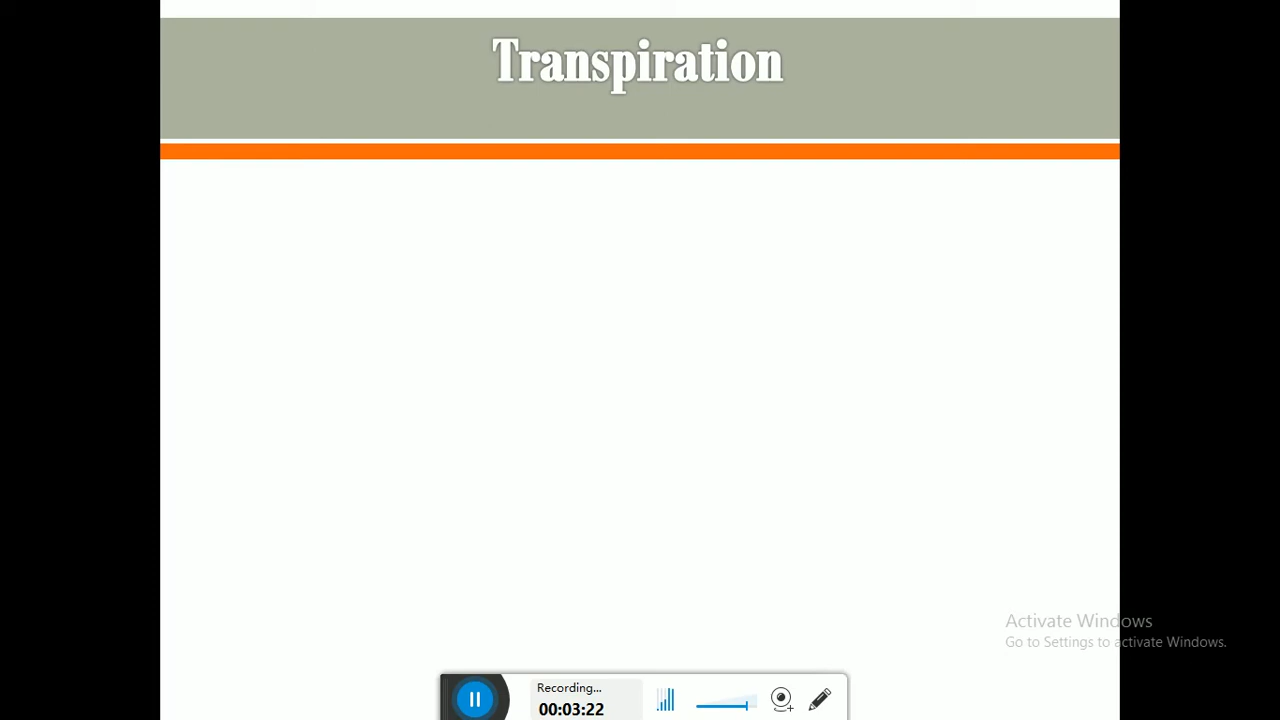 Transpiration
Activate Windows
Go to Settings to activate Windows.
Recording...
00:03:22